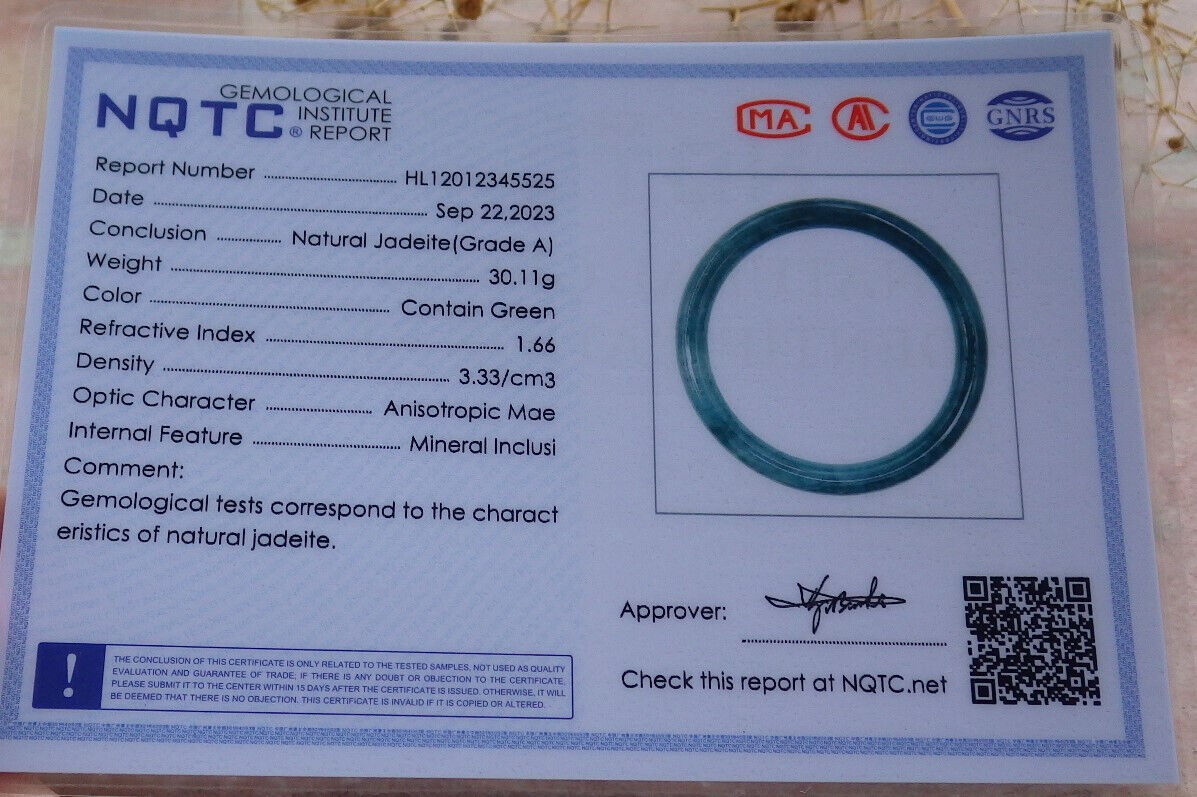 NQTC® GEMOLOGICAL
INSTITUTE
REPORT
MA
AL
GNRS
Report Number ........ HL12012345525
Date ........ Sep 22,2023
Conclusion ........ Natural Jadeite(Grade A)
Weight ........ 30.11g
Color ........ Contain Green
Refractive Index ........ 1.66
Density ........ 3.33/cm3
Optic Character ........ Anisotropic Mae
Internal Feature ........ Mineral Inclusi
Comment:
Gemological tests correspond to the charact
eristics of natural jadeite.
! THE CONCLUSION OF THIS CERTIFICATE IS ONLY RELATED TO THE TESTED SAMPLES, NOT USED AS QUALITY
EVALUATION AND GUARANTEE OF TRADE; IF THERE IS ANY DOUBT OR OBJECTION TO THE CERTIFICATE,
PLEASE SUBMIT IT TO THE CENTER WITHIN 15 DAYS AFTER THE CERTIFICATE IS ISSUED. OTHERWISE, IT WILL
BE DEEMED THAT THERE IS NO OBJECTION. THIS CERTIFICATE IS INVALID IF IT IS COPIED OR ALTERED.
Approver:
Check this report at NQTC.net